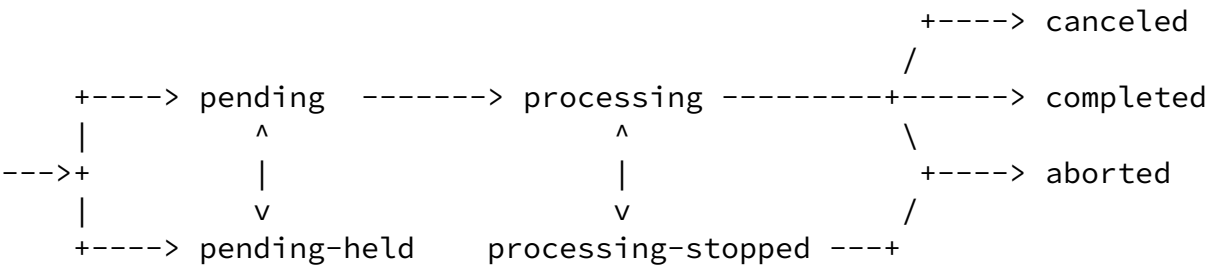 +----> canceled
                                                          /
     +----> pending  -------> processing ---------+------> completed
     |         ^                   ^               \
--->+          |                   |                +----> aborted
     |         v                   v               /
     +----> pending-held    processing-stopped ---+